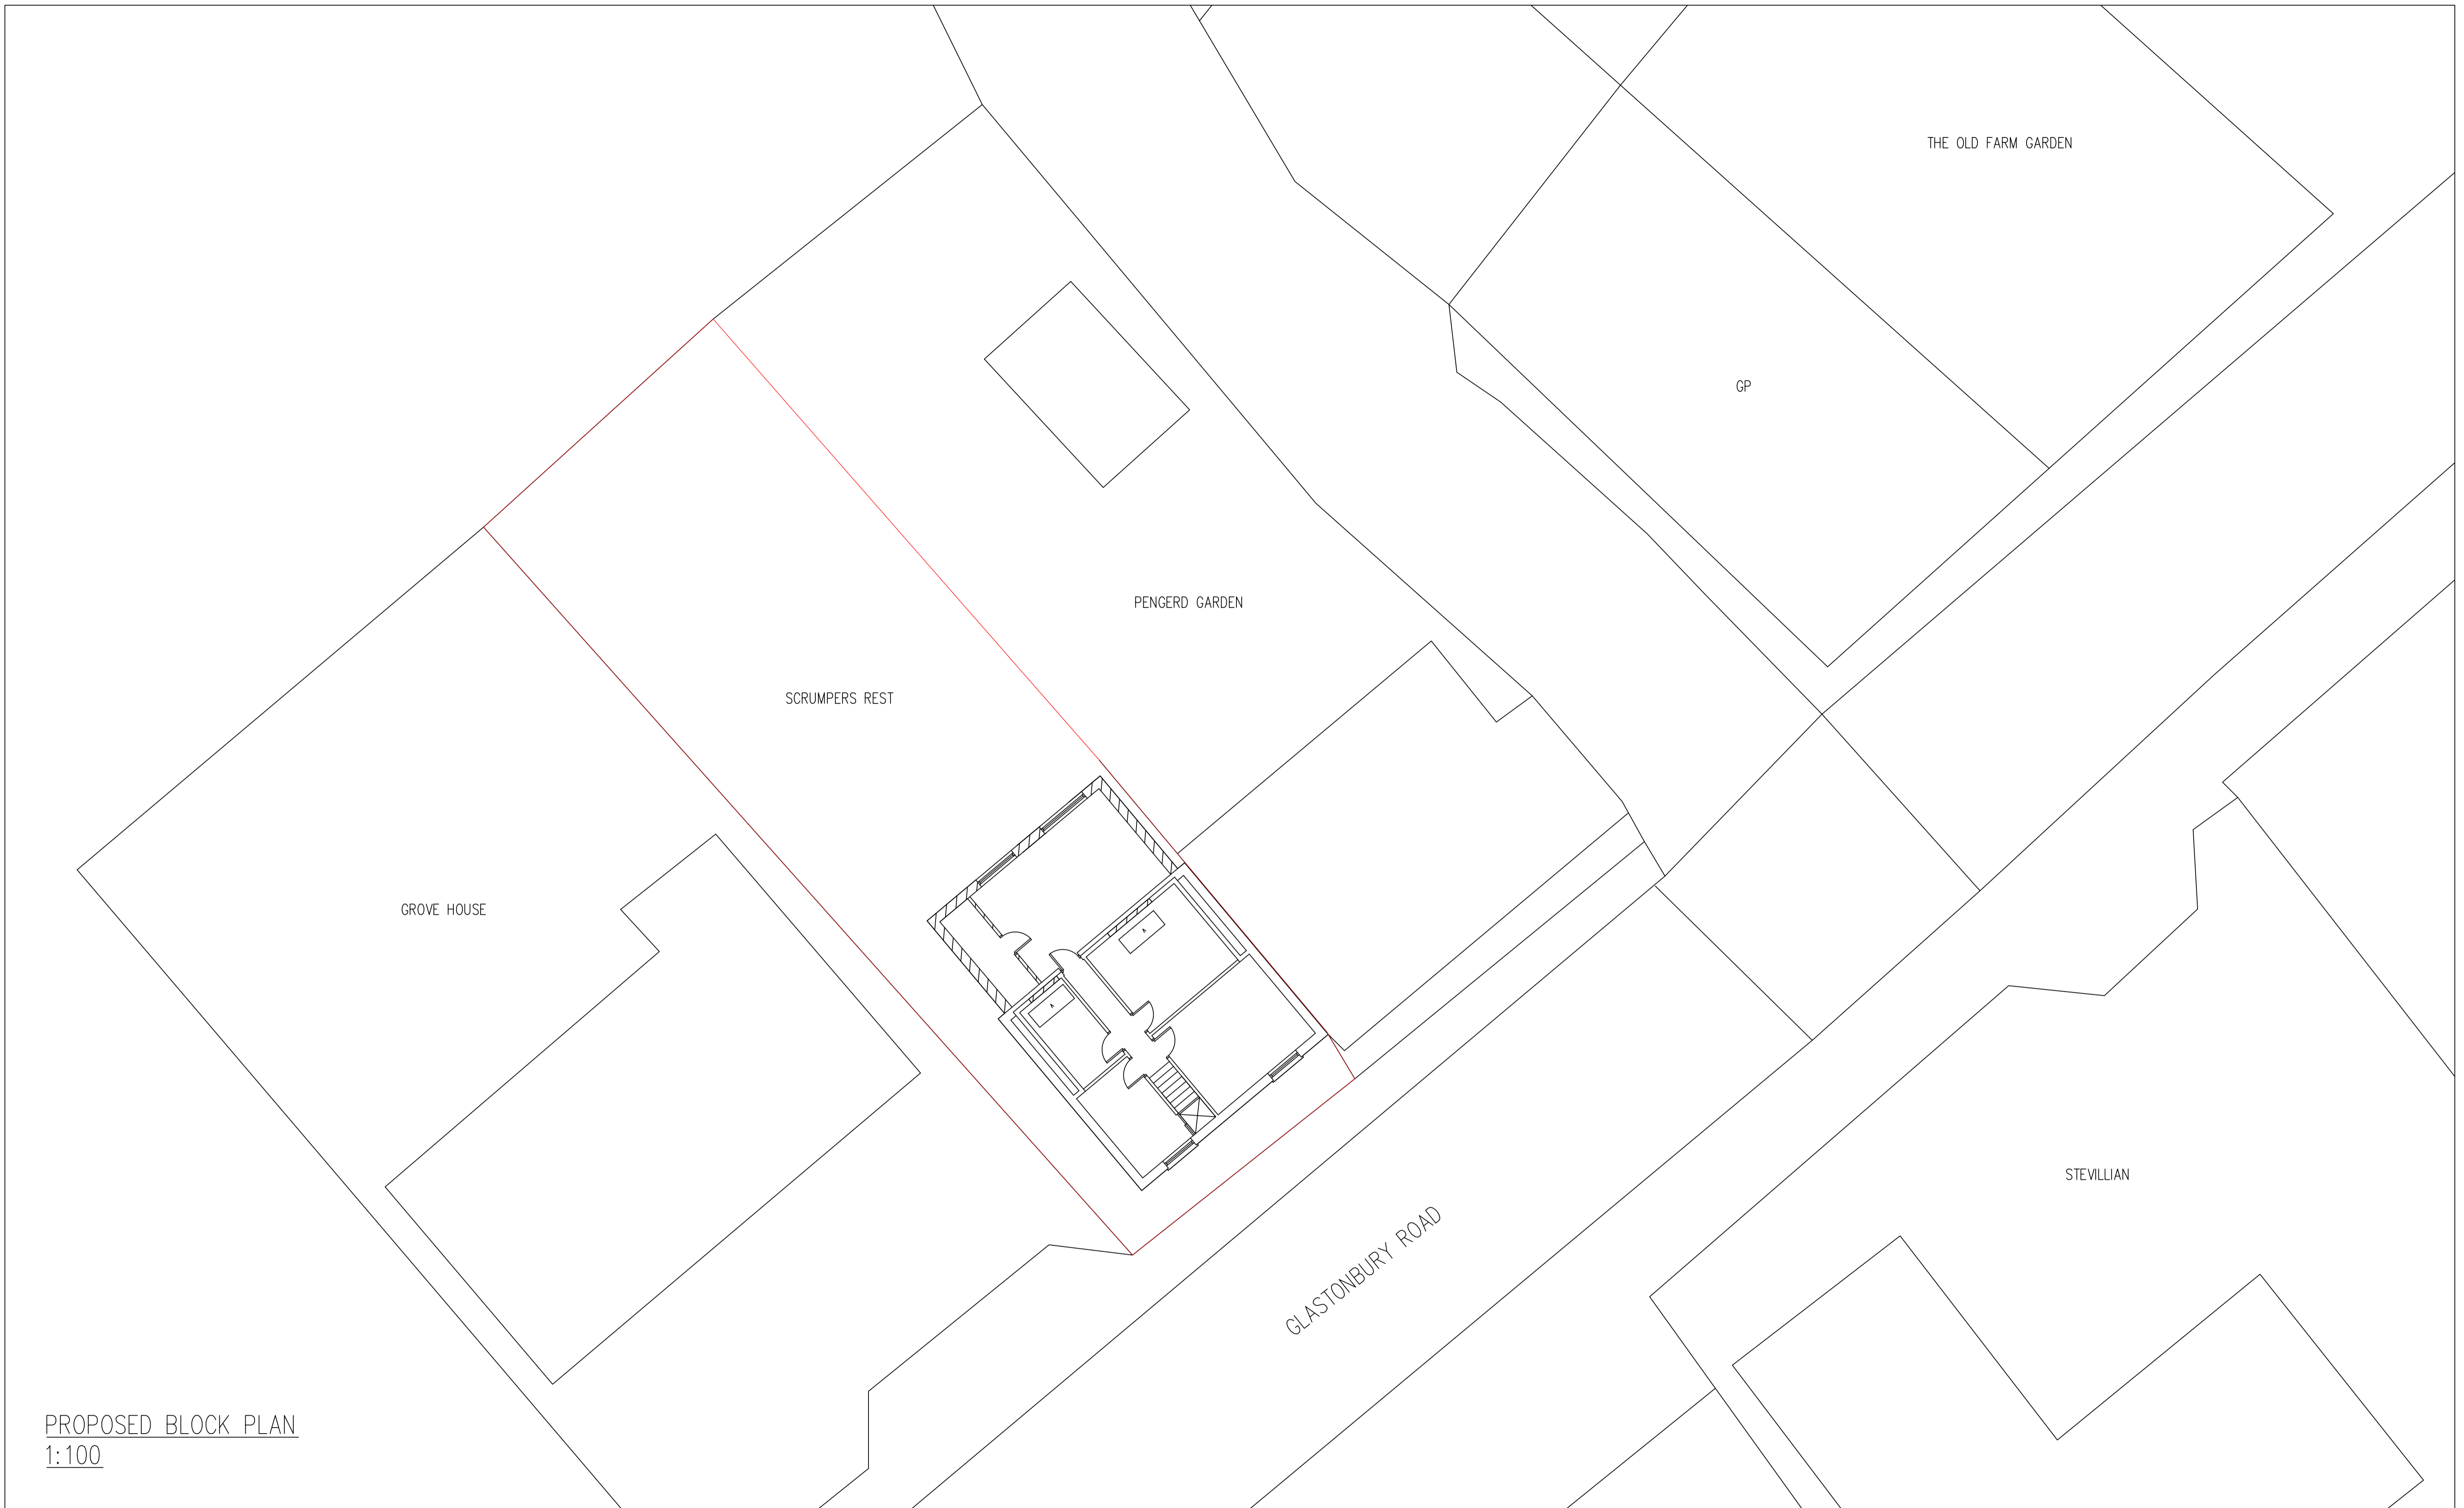 THE OLD FARM GARDEN
GP
PENGERD GARDEN
SCRUMPERS REST
GROVE HOUSE
A
A
STEVILLIAN
GLASTONBURY ROAD
PROPOSED BLOCK PLAN
1:100